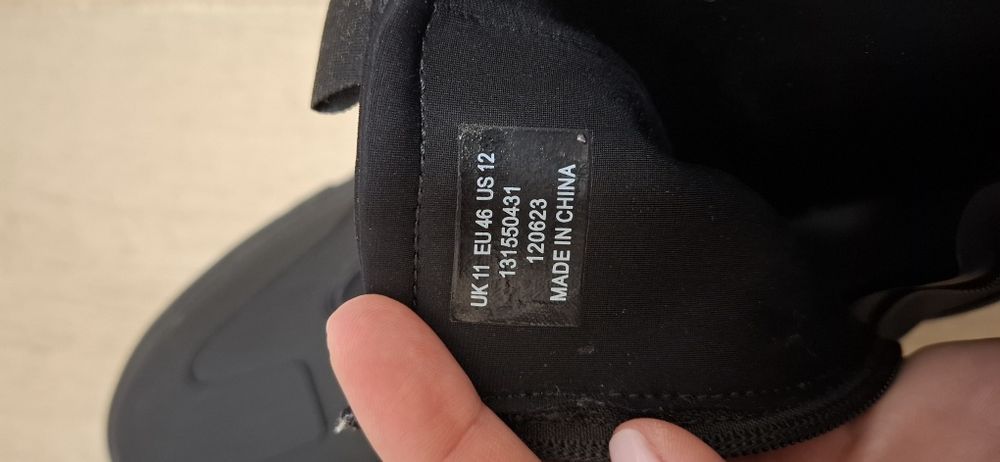 UK11 EU 46 US 12
131550431
120623
MADE IN CHINA